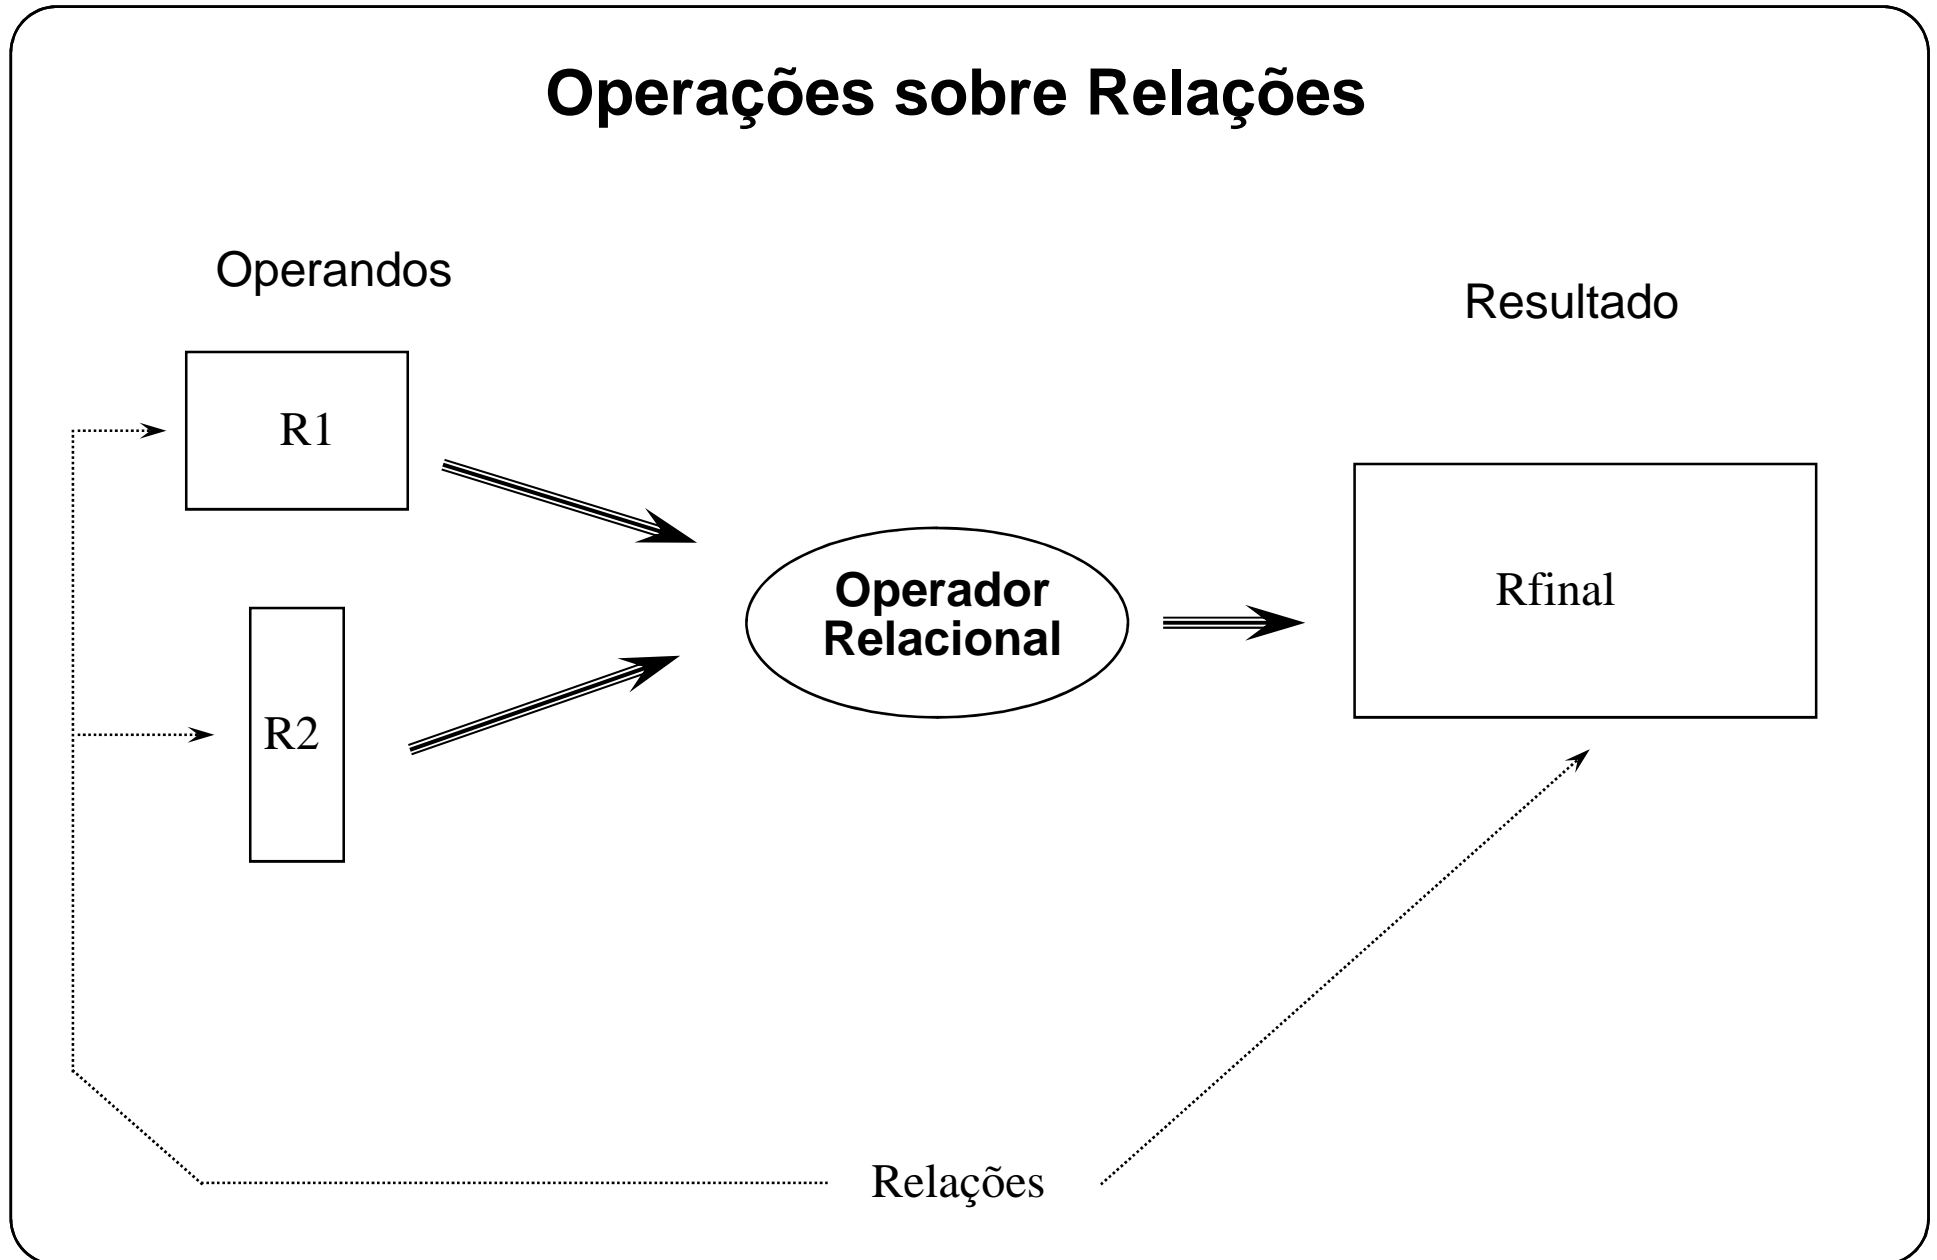 Operações sobre Relações
Operandos
Resultado
R1
R2
Operador
Relacional
Rfinal
Relações